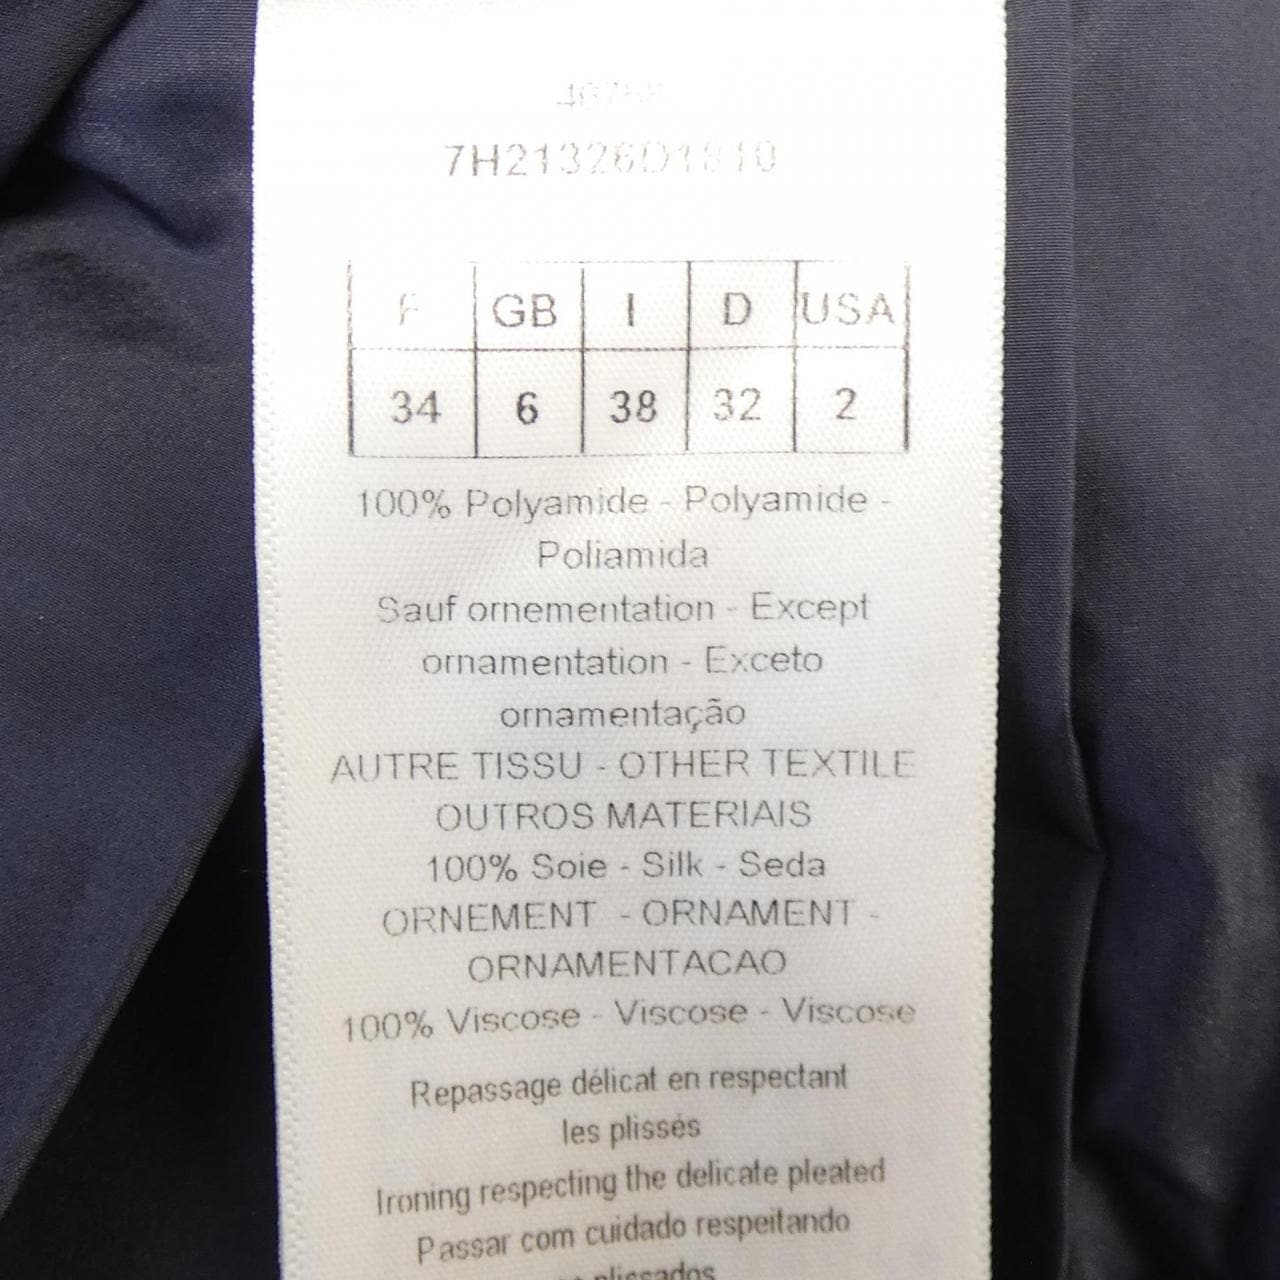 7H21326D1810
F GB I D USA
34 6 38 32 2
100% Polyamide - Polyamide -
Poliamida
Sauf ornementation - Except
ornamentation - Exceto
ornamentação
AUTRE TISSU - OTHER TEXTILE
OUTROS MATERIAIS
100% Soie - Silk - Seda
ORNEMENT - ORNAMENT -
ORNAMENTACAO
100% Viscose - Viscose - Viscose
Repassage délicat en respectant
les plissés
Ironing respecting the delicate pleated
Passar com cuidado respeitando
plissados